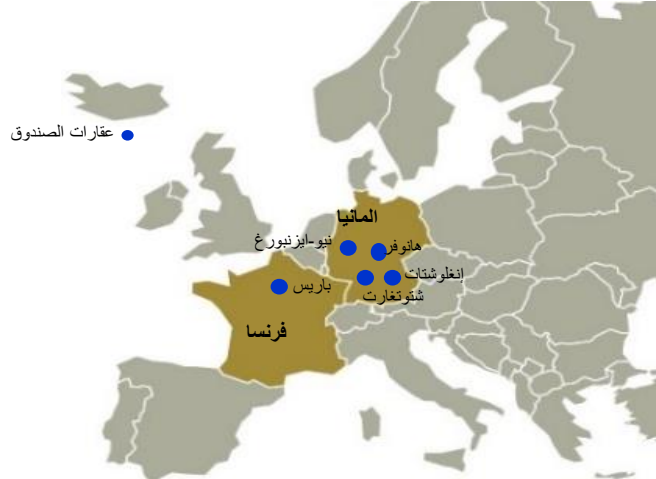 عقارات الصندوق
المانيا
نيو-ايزنبورغ
هانوفر
إنغلوشتات
شتوتغارت
باريس
فرنسا